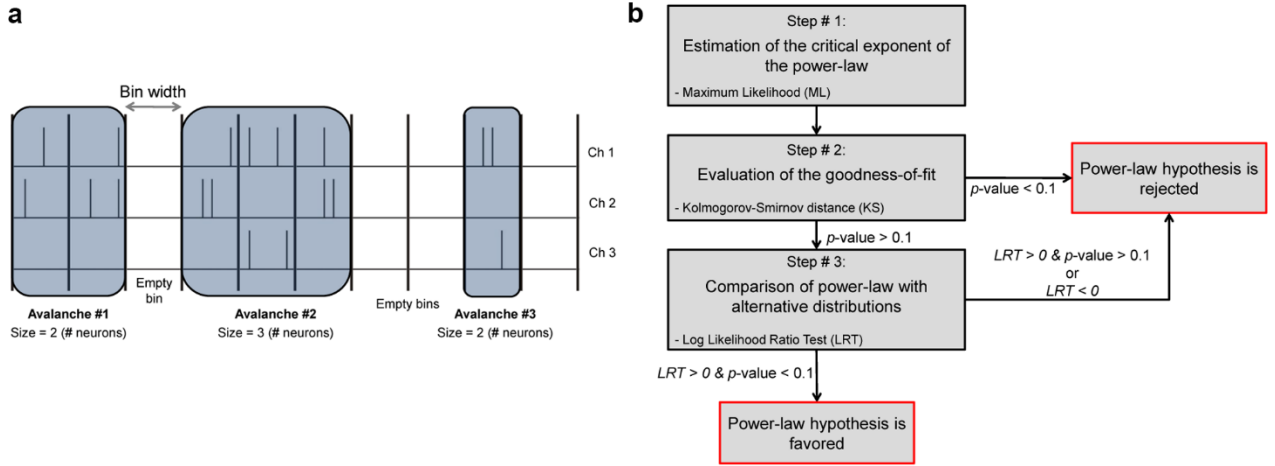 a
Bin width
Ch 1
Ch 2
Ch 3
Empty
bin
Empty bins
Avalanche #1
Size = 2 (# neurons)
Avalanche #2
Size = 3 (# neurons)
Avalanche #3
Size = 2 (# neurons)
b
Step # 1:
Estimation of the critical exponent of
the power-law
- Maximum Likelihood (ML)
Step # 2:
Evaluation of the goodness-of-fit
- Kolmogorov-Smirnov distance (KS)
p-value < 0.1
Power-law hypothesis is
rejected
p-value > 0.1
Step # 3:
Comparison of power-law with
alternative distributions
- Log Likelihood Ratio Test (LRT)
LRT > 0 & p-value > 0.1
or
LRT < 0
LRT > 0 & p-value < 0.1
Power-law hypothesis is
favored